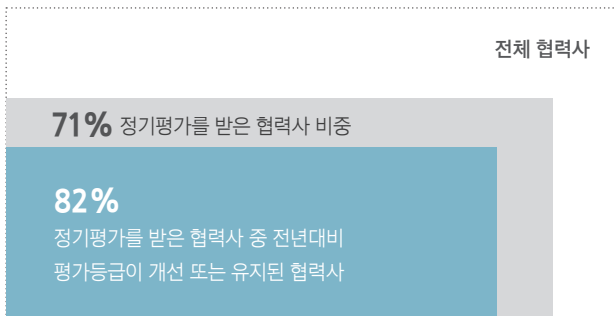 전체 협력사
71% 정기평가를 받은 협력사 비중
82%
정기평가를 받은 협력사 중 전년대비
평가등급이 개선 또는 유지된 협력사